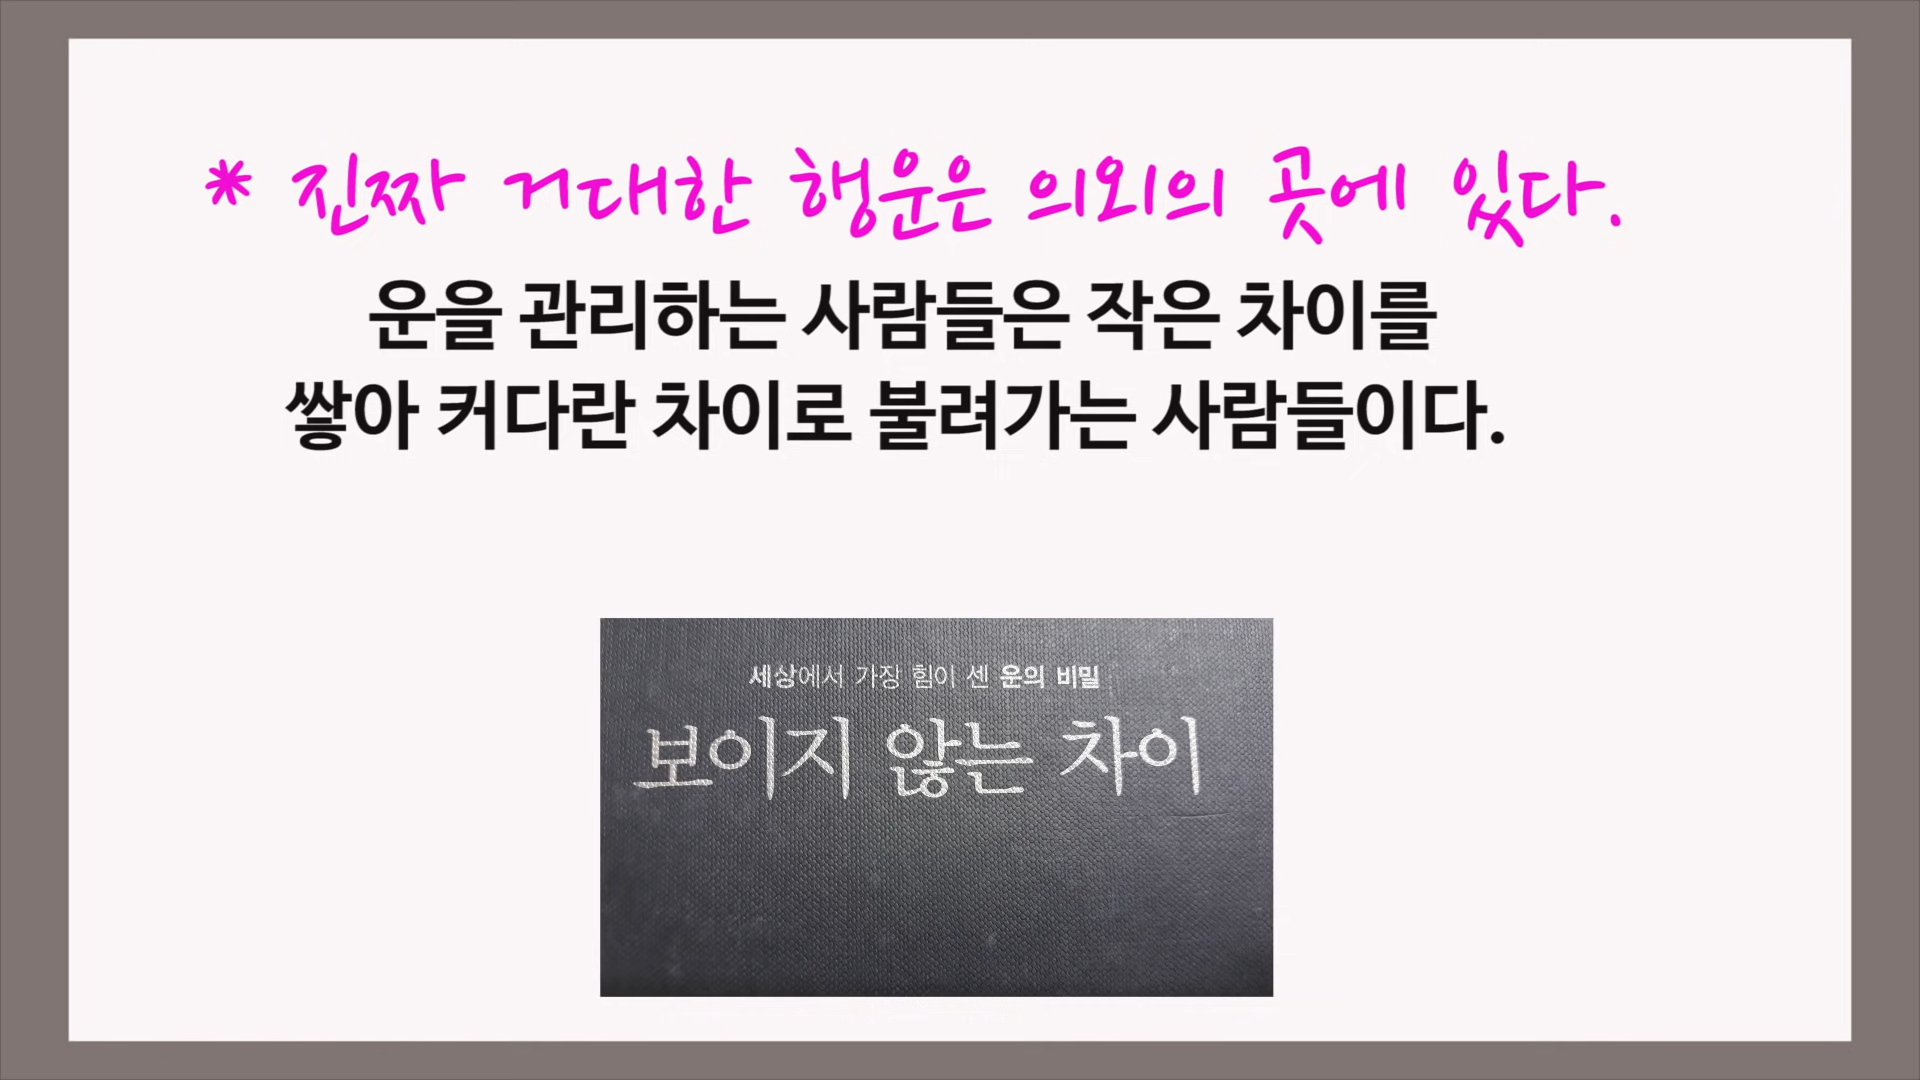 * 진짜 거대한 행운은 의외의 곳에 있다.
운을 관리하는 사람들은 작은 차이를
쌓아 커다란 차이로 불려가는 사람들이다.
세상에서 가장 힘이 센 운의 비밀
보이지 않는 차이